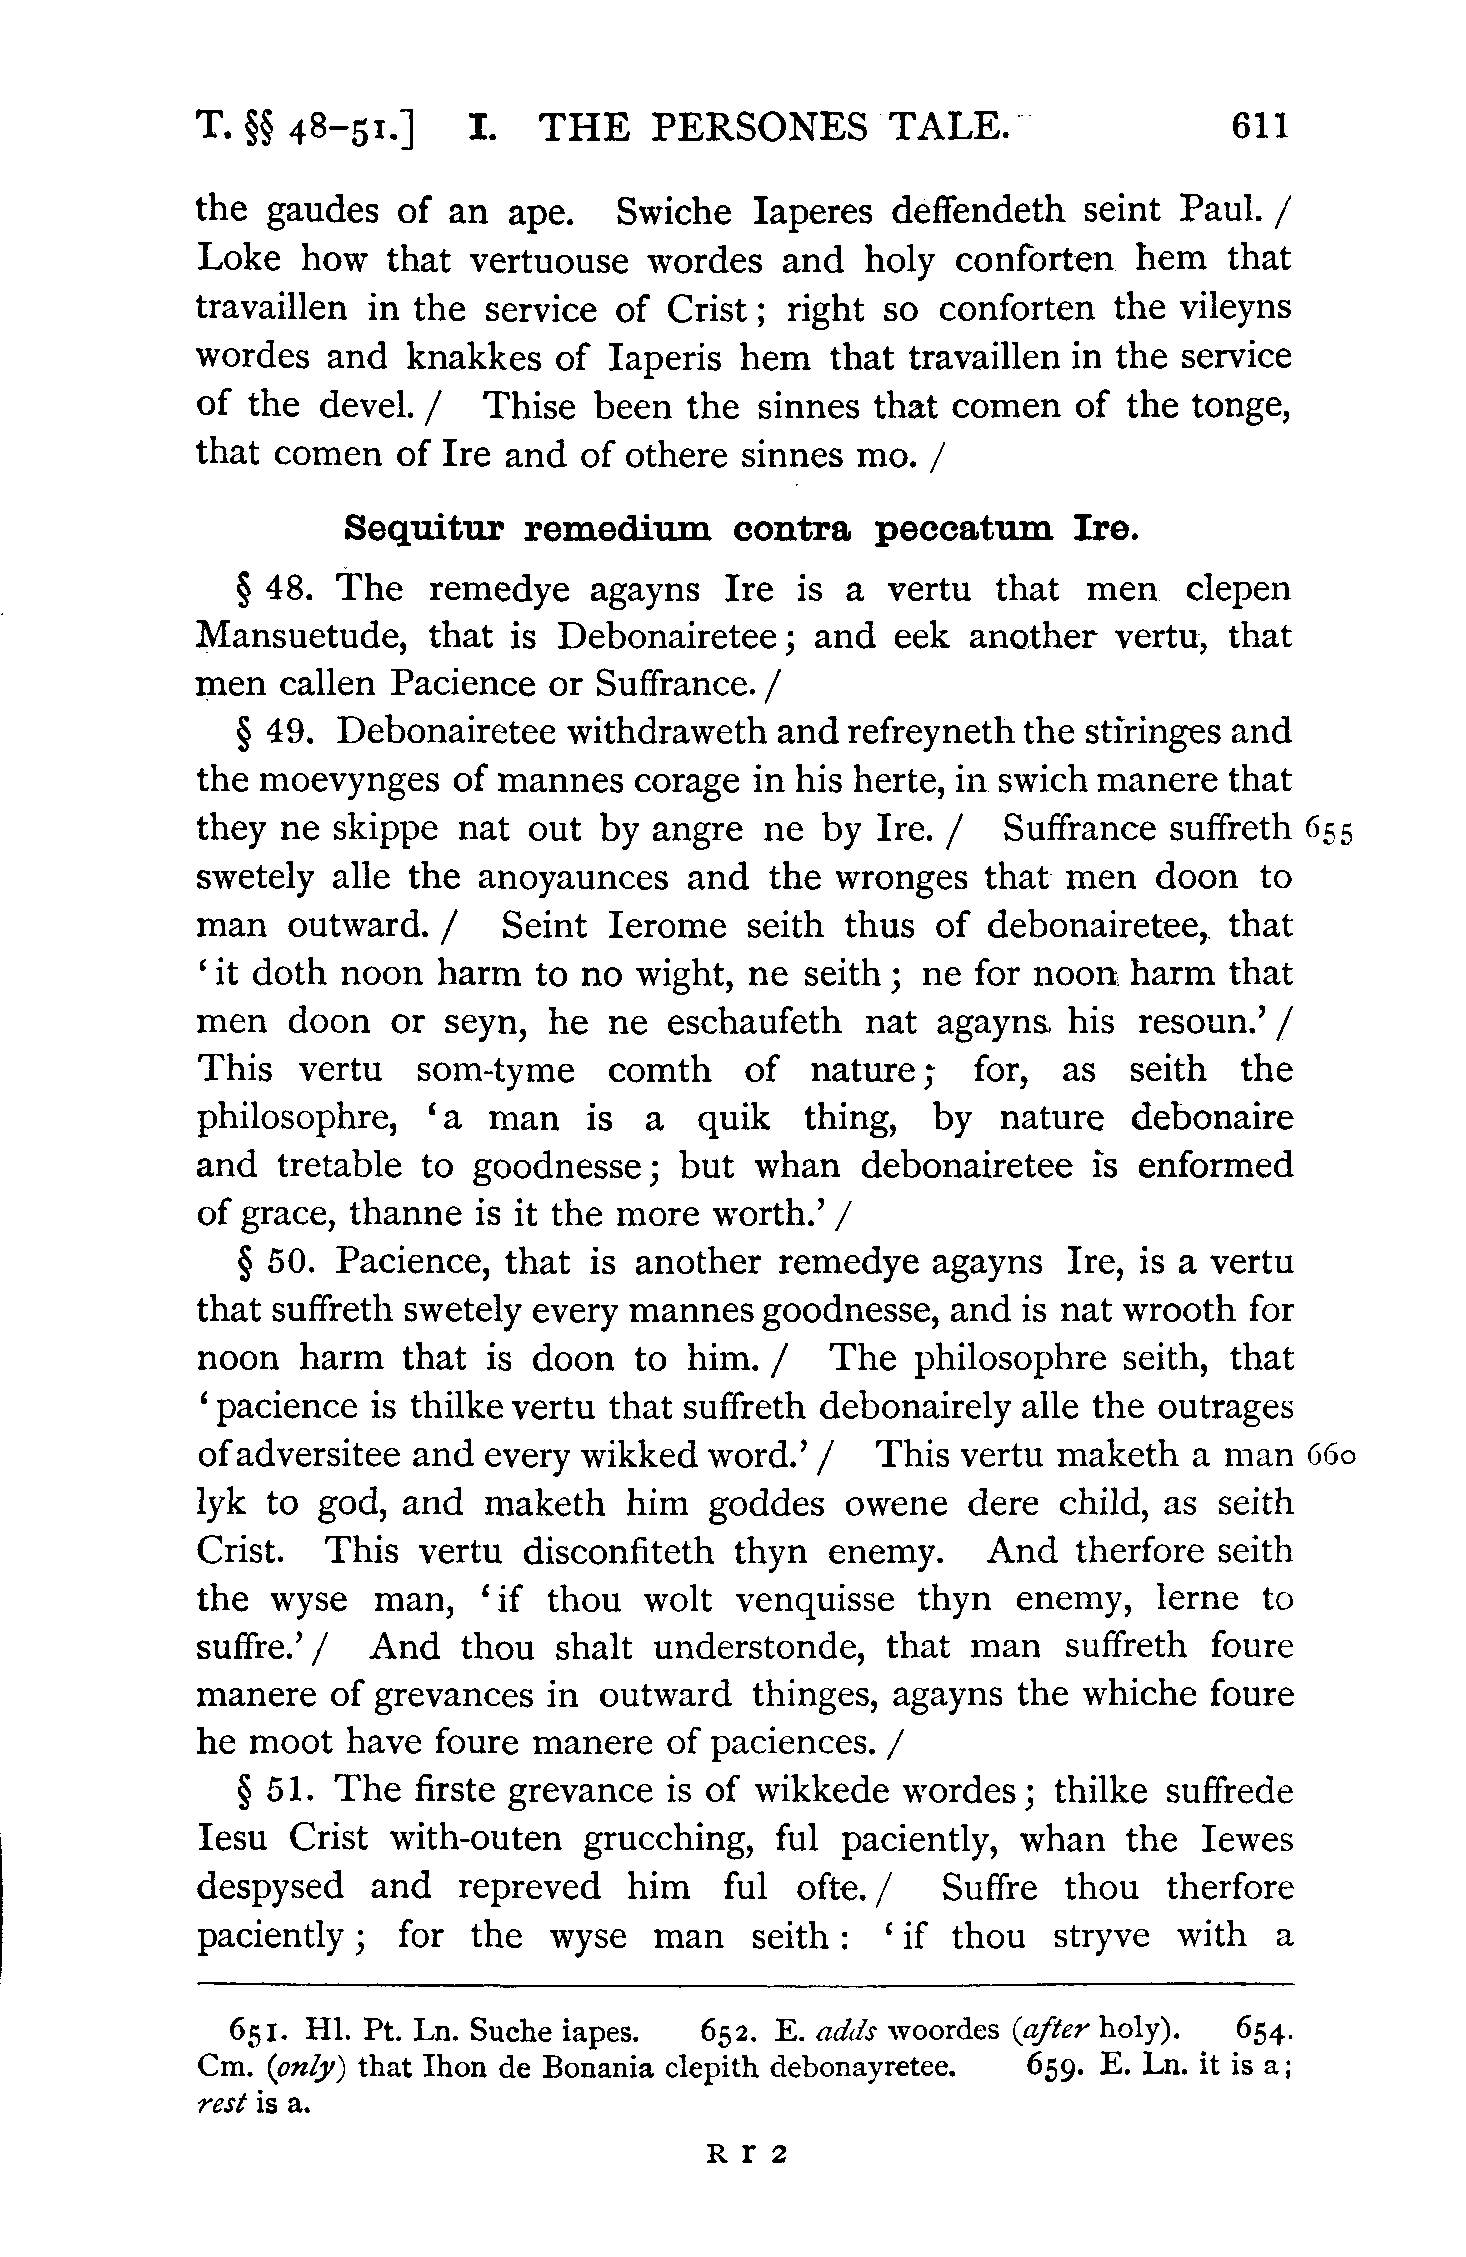 T. §§ 48–51.] I. THE PERSONES TALE. 611
the gaudes of an ape. Swiche Iaperes deffendeth seint Paul. /
Loke how that vertuouse wordes and holy conforten hem that
travaillen in the service of Crist; right so conforten the vileyns
wordes and knakkes of Iaperis hem that travaillen in the service
of the devel. / Thise been the sinnes that comen of the tonge,
that comen of Ire and of othere sinnes mo. /
Sequitur remedium contra peccatum Ire.
§ 48. The remedye agayns Ire is a vertu that men clepen
Mansuetude, that is Debonairetee; and eek another vertu, that
men callen Pacience or Suffrance. /
§ 49. Debonairetee withdraweth and refreyneth the stiringes and
the moevynges of mannes corage in his herte, in swich manere that
they ne skippe nat out by angre ne by Ire. / Suffrance suffreth 655
swetely alle the anoyaunces and the wronges that men doon to
man outward. / Seint Ierome seith thus of debonairetee, that
‘it doth noon harm to no wight, ne seith; ne for noon harm that
men doon or seyn, he ne eschaufeth nat agayns his resoun.’ /
This vertu som-tyme comth of nature; for, as seith the
philosophre, ‘a man is a quik thing, by nature debonaire
and tretable to goodnesse; but whan debonairetee is enformed
of grace, thanne is it the more worth.’ /
§ 50. Pacience, that is another remedye agayns Ire, is a vertu
that suffreth swetely every mannes goodnesse, and is nat wrooth for
noon harm that is doon to him. / The philosophre seith, that
‘pacience is thilke vertu that suffreth debonairely alle the outrages
of adversitee and every wikked word.’ / This vertu maketh a man 660
lyk to god, and maketh him goddes owene dere child, as seith
Crist. This vertu disconfiteth thyn enemy. And therfore seith
the wyse man, ‘if thou wolt venquisse thyn enemy, lerne to
suffre.’ / And thou shalt understonde, that man suffreth foure
manere of grevances in outward thinges, agayns the whiche foure
he moot have foure manere of paciences. /
§ 51. The firste grevance is of wikkede wordes; thilke suffrede
Iesu Crist with-outen grucching, ful paciently, whan the Iewes
despysed and repreved him ful ofte. / Suffre thou therfore
paciently; for the wyse man seith: ‘if thou stryve with a
651. Hl. Pt. Ln. Suche iapes. 652. E. adds woordes (after holy). 654.
Cm. (only) that Ihon de Bonania clepith debonayretee. 659. E. Ln. it is a;
rest is a.
R r 2